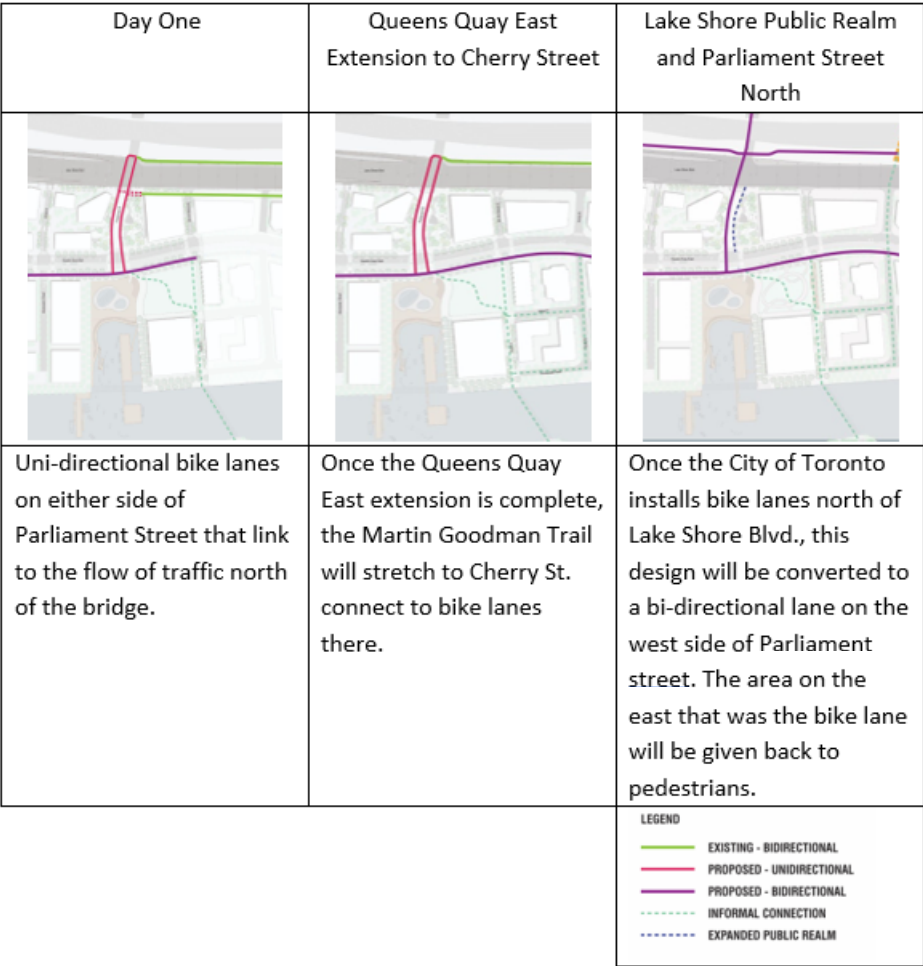 Day One
Queens Quay East
Extension to Cherry Street
Lake Shore Public Realm
and Parliament Street
North
Uni-directional bike lanes
on either side of
Parliament Street that link
to the flow of traffic north
of the bridge.
Once the Queens Quay
East extension is complete,
the Martin Goodman Trail
will stretch to Cherry St.
connect to bike lanes
there.
Once the City of Toronto
installs bike lanes north of
Lake Shore Blvd., this
design will be converted to
a bi-directional lane on the
west side of Parliament
street. The area on the
east that was the bike lane
will be given back to
pedestrians.
LEGEND
EXISTING - BIDIRECTIONAL
PROPOSED - UNIDIRECTIONAL
PROPOSED - BIDIRECTIONAL
INFORMAL CONNECTION
EXPANDED PUBLIC REALM